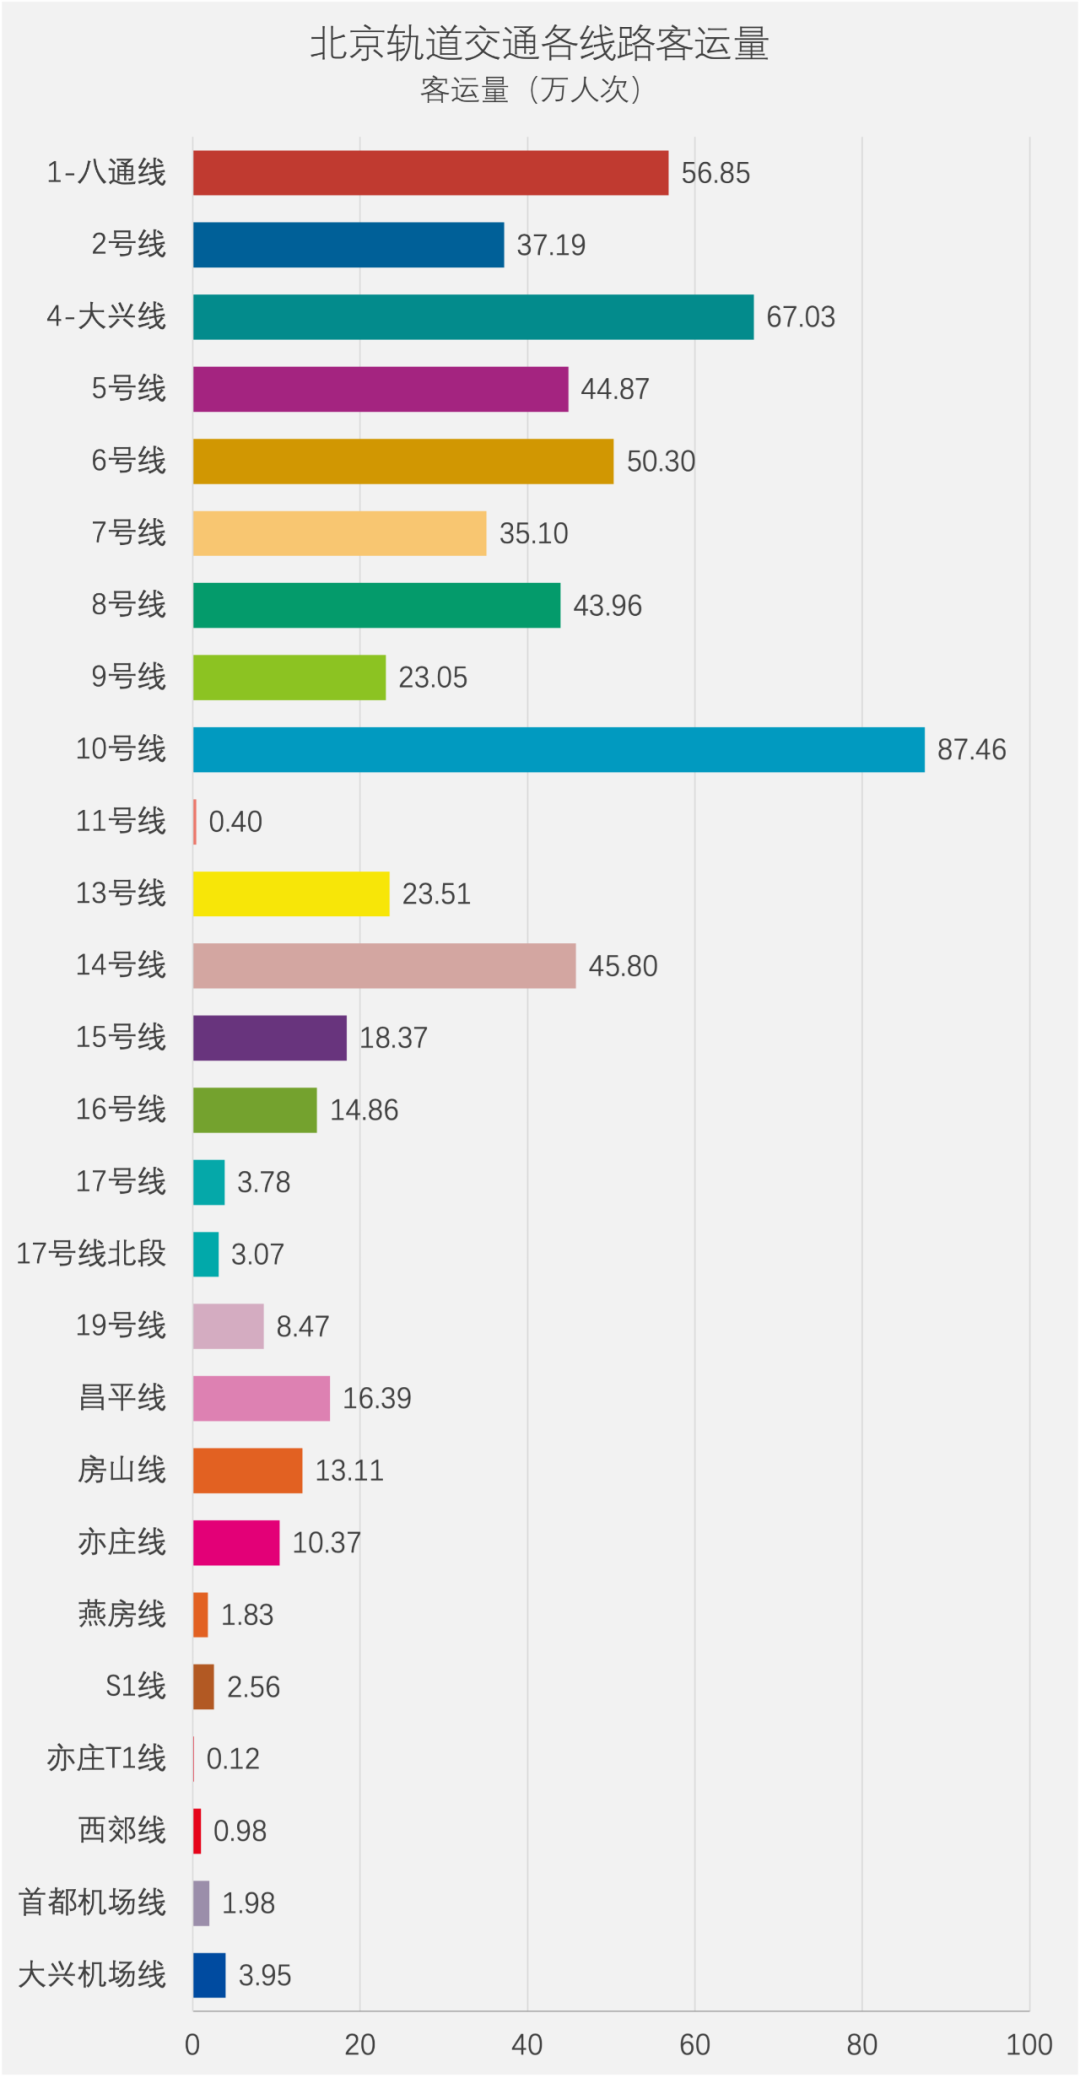 北京轨道交通各线路客运量
客运量（万人次）
1-八通线 56.85
2号线 37.19
4-大兴线 67.03
5号线 44.87
6号线 50.30
7号线 35.10
8号线 43.96
9号线 23.05
10号线 87.46
11号线 0.40
13号线 23.51
14号线 45.80
15号线 18.37
16号线 14.86
17号线 3.78
17号线北段 3.07
19号线 8.47
昌平线 16.39
房山线 13.11
亦庄线 10.37
燕房线 1.83
S1线 2.56
亦庄T1线 0.12
西郊线 0.98
首都机场线 1.98
大兴机场线 3.95
0 20 40 60 80 100